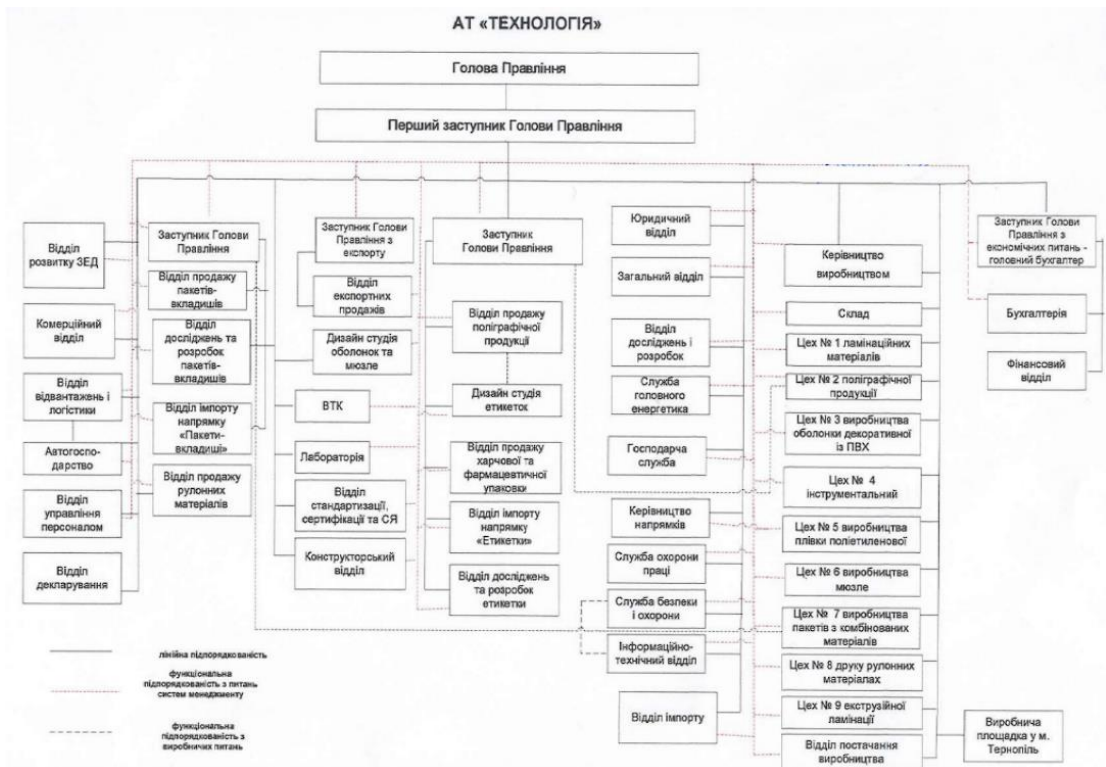 АТ «ТЕХНОЛОГІЯ»
Голова Правління
Перший заступник Голови Правління
Відділ
розвитку ЗЕД
Комерційний
відділ
Відділ
відвантажень і
логістики
Автогоспо-
дарство
Відділ
управління
персоналом
Відділ
декларування
Заступник Голови
Правління
Відділ продажу
пакетів-
вкладишів
Відділ
досліджень та
розробок
пакетів-
вкладишів
Відділ імпорту
напрямку
«Пакети-
вкладиші»
Відділ продажу
рулонних
матеріалів
Заступник Голови
Правління з
експорту
Відділ
експортних
продажів
Дизайн студія
оболонок та
мюзле
ВТК
Лабораторія
Відділ
стандартизації,
сертифікації та СЯ
Конструкторський
відділ
Заступник
Голови Правління
Відділ продажу
поліграфічної
продукції
Дизайн студія
етикеток
Відділ продажу
харчової та
фармацевтичної
упаковки
Відділ імпорту
напрямку
«Етикетки»
Відділ досліджень
та розробок
етикетки
Юридичний
відділ
Загальний відділ
Відділ
досліджень і
розробок
Служба
головного
енергетика
Господарча
служба
Керівництво
напрямків
Служба охорони
праці
Служба безпеки
і охорони
Інформаційно-
технічний відділ
Відділ імпорту
Керівництво
виробництвом
Склад
Цех № 1 ламінаційних
матеріалів
Цех № 2 поліграфічної
продукції
Цех № 3 виробництва
оболонки декоративної
із ПВХ
Цех № 4
інструментальний
Цех № 5 виробництва
плівки поліетиленової
Цех № 6 виробництва
мюзле
Цех № 7 виробництва
пакетів з комбінованих
матеріалів
Цех № 8 друку рулонних
матеріалах
Цех № 9 екструзійної
ламінації
Відділ постачання
виробництва
Заступник Голови
Правління з
економічних питань -
головний бухгалтер
Бухгалтерія
Фінансовий
відділ
Виробнича
площадка у м.
Тернопіль
лінійна підпорядкованість
функціональна
підпорядкованість з питань
систем менеджменту
функціональна
підпорядкованість з
виробничих питань